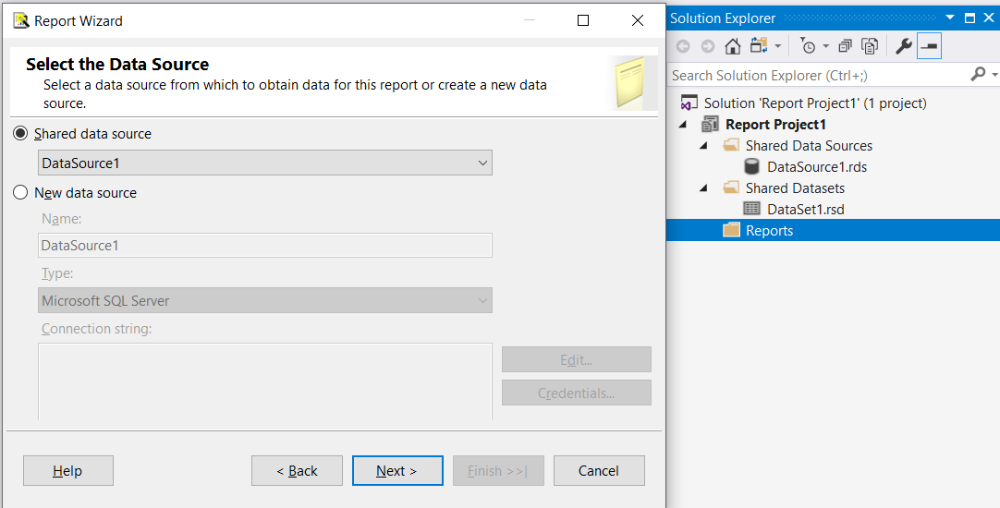 Report Wizard
Select the Data Source
Select a data source from which to obtain data for this report or create a new data
source.
Shared data source
DataSource1
New data source
Name:
DataSource1
Type:
Microsoft SQL Server
Connection string:
Edit...
Credentials...
Help
< Back
Next >
Finish >>|
Cancel
Solution Explorer
Search Solution Explorer (Ctrl+;)
Solution 'Report Project1' (1 project)
Report Project1
Shared Data Sources
DataSource1.rds
Shared Datasets
DataSet1.rsd
Reports